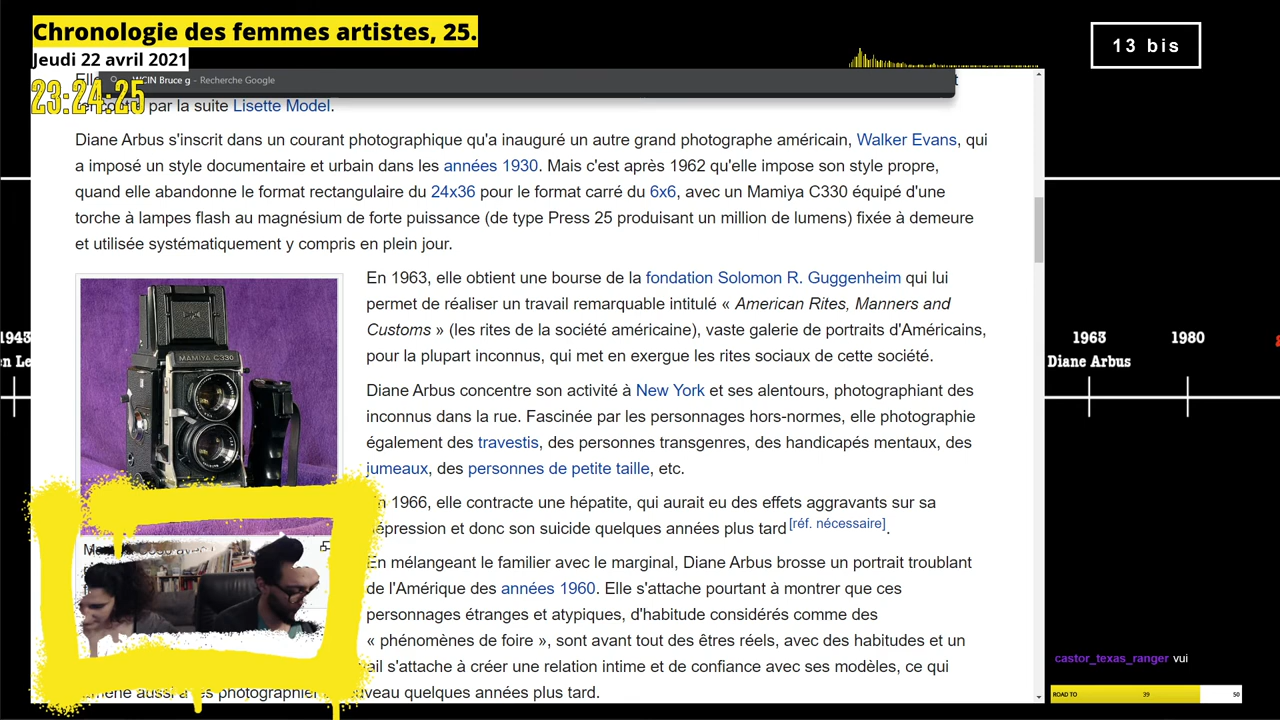 Chronologie des femmes artistes, 25.
Jeudi 22 avril 2021
13 bis
WCIN Bruce g - Recherche Google
23:24:25
par la suite Lisette Model.
Diane Arbus s'inscrit dans un courant photographique qu'a inauguré un autre grand photographe américain, Walker Evans, qui
a imposé un style documentaire et urbain dans les années 1930. Mais c'est après 1962 qu'elle impose son style propre,
quand elle abandonne le format rectangulaire du 24x36 pour le format carré du 6x6, avec un Mamiya C330 équipé d'une
torche à lampes flash au magnésium de forte puissance (de type Press 25 produisant un million de lumens) fixée à demeure
et utilisée systématiquement y compris en plein jour.
En 1963, elle obtient une bourse de la fondation Solomon R. Guggenheim qui lui
permet de réaliser un travail remarquable intitulé « American Rites, Manners and
Customs » (les rites de la société américaine), vaste galerie de portraits d'Américains,
pour la plupart inconnus, qui met en exergue les rites sociaux de cette société.
MAMIYA C330
Diane Arbus concentre son activité à New York et ses alentours, photographiant des
inconnus dans la rue. Fascinée par les personnages hors-normes, elle photographie
également des travestis, des personnes transgenres, des handicapés mentaux, des
jumeaux, des personnes de petite taille, etc.
1966, elle contracte une hépatite, qui aurait eu des effets aggravants sur sa
dépression et donc son suicide quelques années plus tard [réf. nécessaire].
En mélangeant le familier avec le marginal, Diane Arbus brosse un portrait troublant
de l'Amérique des années 1960. Elle s'attache pourtant à montrer que ces
personnages étranges et atypiques, d'habitude considérés comme des
« phénomènes de foire », sont avant tout des êtres réels, avec des habitudes et un
s'attache à créer une relation intime et de confiance avec ses modèles, ce qui
aussi à les photographier quelques années plus tard.
1943
1963
1980
Diane Arbus
castor_texas_ranger vui
ROAD TO 39 50